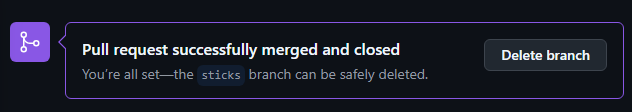 Pull request successfully merged and closed
You're all set—the sticks branch can be safely deleted.
Delete branch